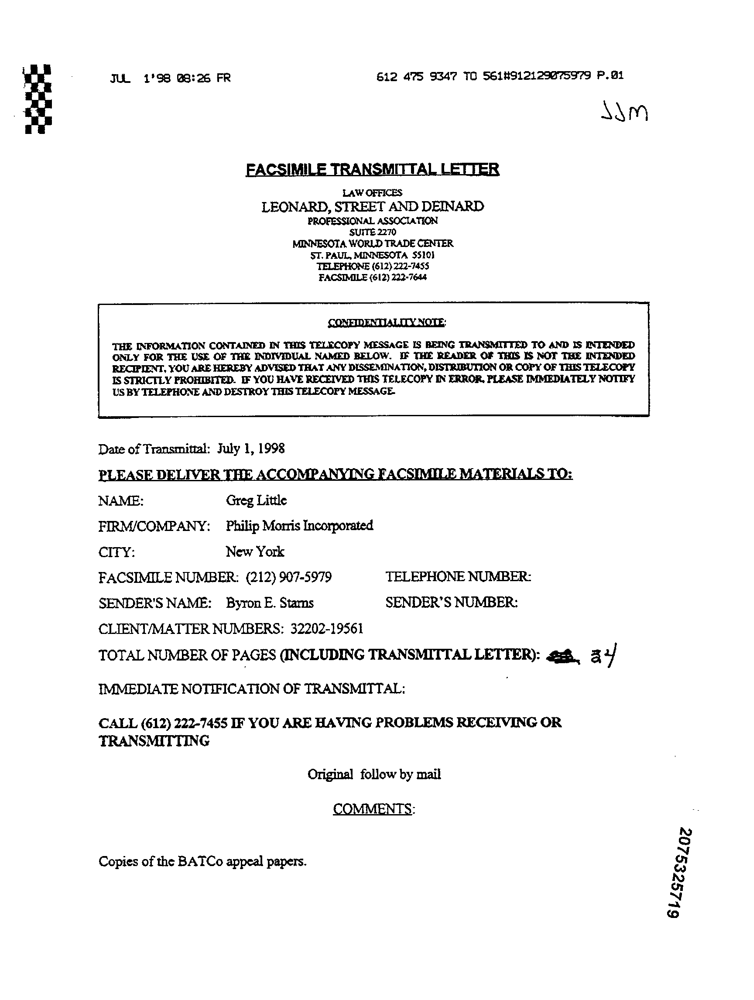 JUL 1'98 08:26 FR 612 475 9347 TO 561#912129075979 P.01
JJM
FACSIMILE TRANSMITTAL LETTER
LAW OFFICES
LEONARD, STREET AND DEINARD
PROFESSIONAL ASSOCIATION
SUITE 2270
MINNESOTA WORLD TRADE CENTER
ST. PAUL, MINNESOTA 55101
TELEPHONE (612) 222-7455
FACSIMILE (612) 222-7644
CONFIDENTIALITY NOTE:
THE INFORMATION CONTAINED IN THIS TELECOPY MESSAGE IS BEING TRANSMITTED TO AND IS INTENDED
ONLY FOR THE USE OF THE INDIVIDUAL NAMED BELOW. IF THE READER OF THIS IS NOT THE INTENDED
RECIPIENT, YOU ARE HEREBY ADVISED THAT ANY DISSEMINATION, DISTRIBUTION OR COPY OF THIS TELECOPY
IS STRICTLY PROHIBITED. IF YOU HAVE RECEIVED THIS TELECOPY IN ERROR, PLEASE IMMEDIATELY NOTIFY
US BY TELEPHONE AND DESTROY THIS TELECOPY MESSAGE.
Date of Transmittal: July 1, 1998
PLEASE DELIVER THE ACCOMPANYING FACSIMILE MATERIALS TO:
NAME: Greg Little
FIRM/COMPANY: Philip Morris Incorporated
CITY: New York
FACSIMILE NUMBER: (212) 907-5979 TELEPHONE NUMBER:
SENDER'S NAME: Byron E. Starns SENDER'S NUMBER:
CLIENT/MATTER NUMBERS: 32202-19561
TOTAL NUMBER OF PAGES (INCLUDING TRANSMITTAL LETTER): 24
IMMEDIATE NOTIFICATION OF TRANSMITTAL:
CALL (612) 222-7455 IF YOU ARE HAVING PROBLEMS RECEIVING OR
TRANSMITTING
Original follow by mail
COMMENTS:
Copies of the BATCo appeal papers.
2075325719